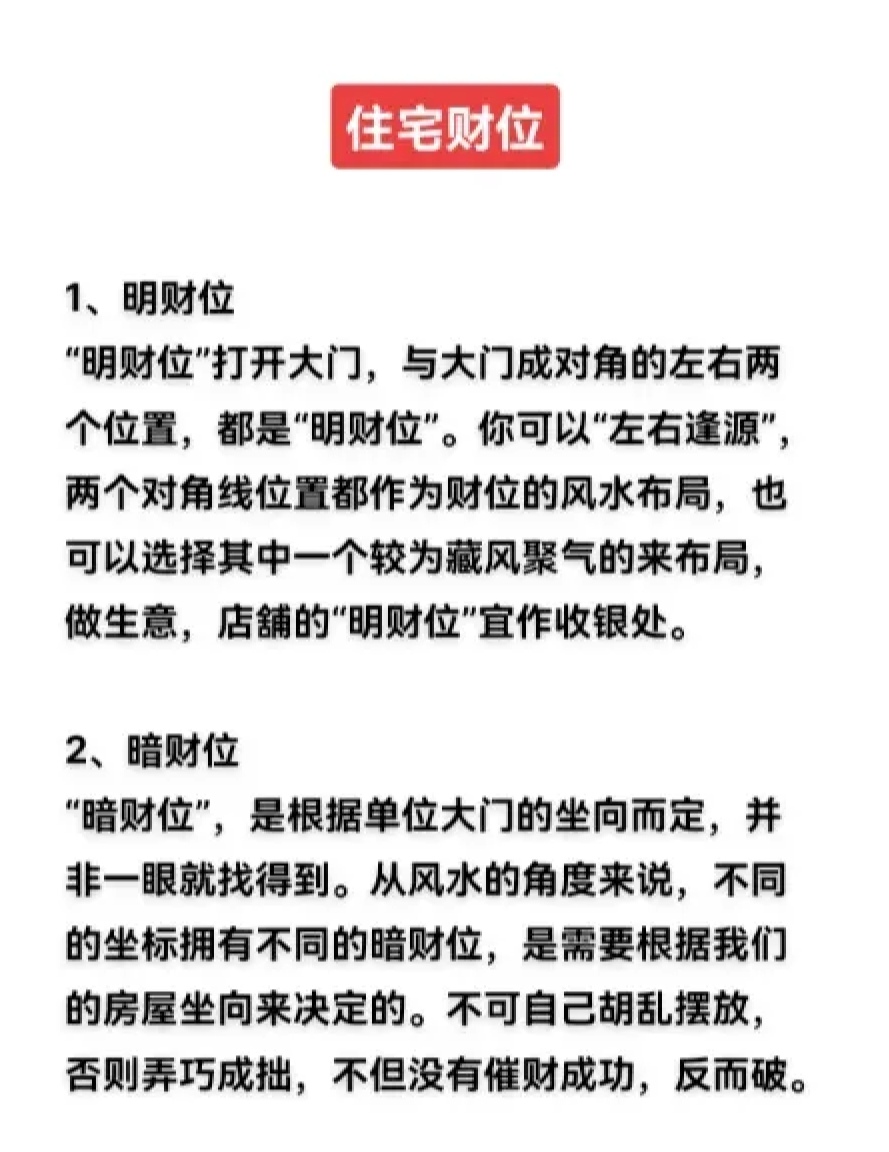 住宅财位
1、明财位
“明财位”打开大门，与大门成对角的左右两
个位置，都是“明财位”。你可以“左右逢源”，
两个对角线位置都作为财位的风水布局，也
可以选择其中一个较为藏风聚气的来布局，
做生意，店舖的“明财位”宜作收银处。
2、暗财位
“暗财位”，是根据单位大门的坐向而定，并
非一眼就找得到。从风水的角度来说，不同
的坐标拥有不同的暗财位，是需要根据我们
的房屋坐向来决定的。不可自己胡乱摆放，
否则弄巧成拙，不但没有催财成功，反而破。